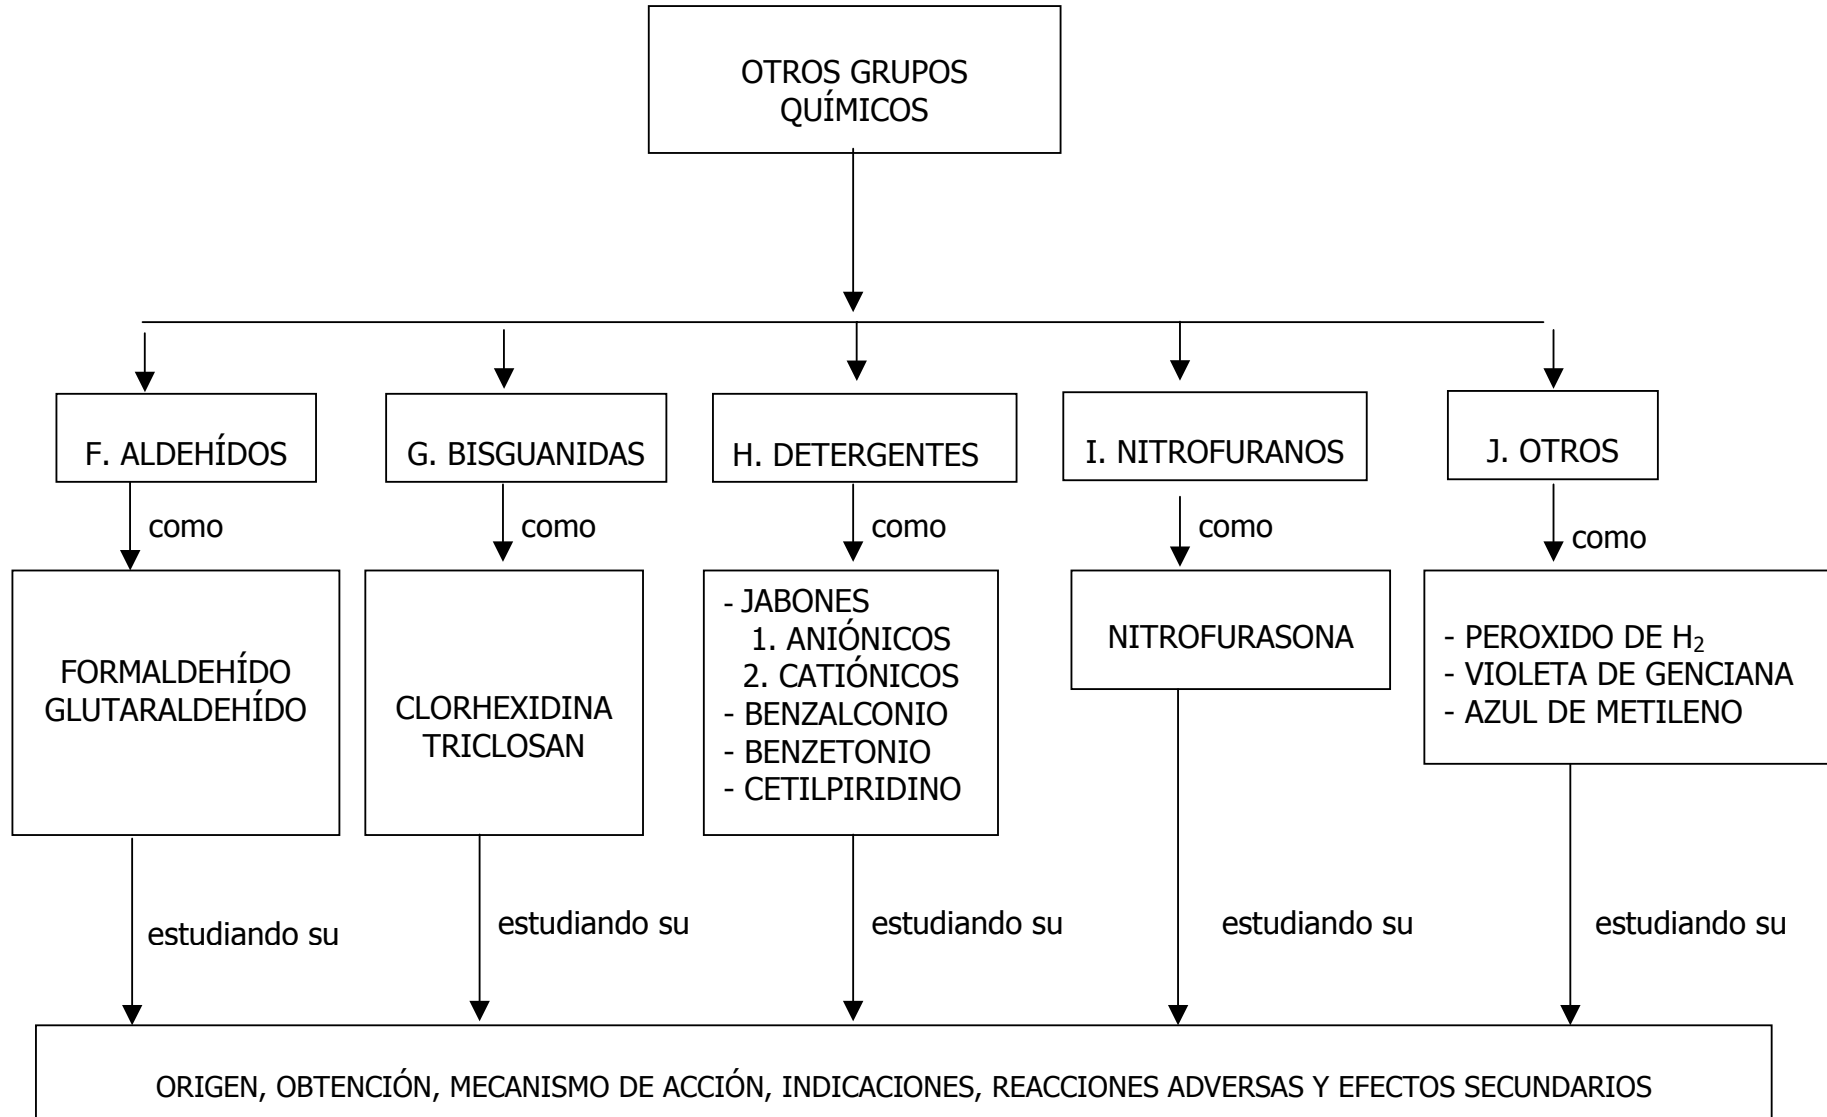 OTROS GRUPOS
QUÍMICOS
F. ALDEHÍDOS
G. BISGUANIDAS
H. DETERGENTES
I. NITROFURANOS
J. OTROS
como
como
como
como
como
FORMALDEHÍDO
GLUTARALDEHÍDO
CLORHEXIDINA
TRICLOSAN
- JABONES
1. ANIÓNICOS
2. CATIÓNICOS
- BENZALCONIO
- BENZETONIO
- CETILPIRIDINO
NITROFURASONA
- PEROXIDO DE H₂
- VIOLETA DE GENCIANA
- AZUL DE METILENO
estudiando su
estudiando su
estudiando su
estudiando su
estudiando su
ORIGEN, OBTENCIÓN, MECANISMO DE ACCIÓN, INDICACIONES, REACCIONES ADVERSAS Y EFECTOS SECUNDARIOS